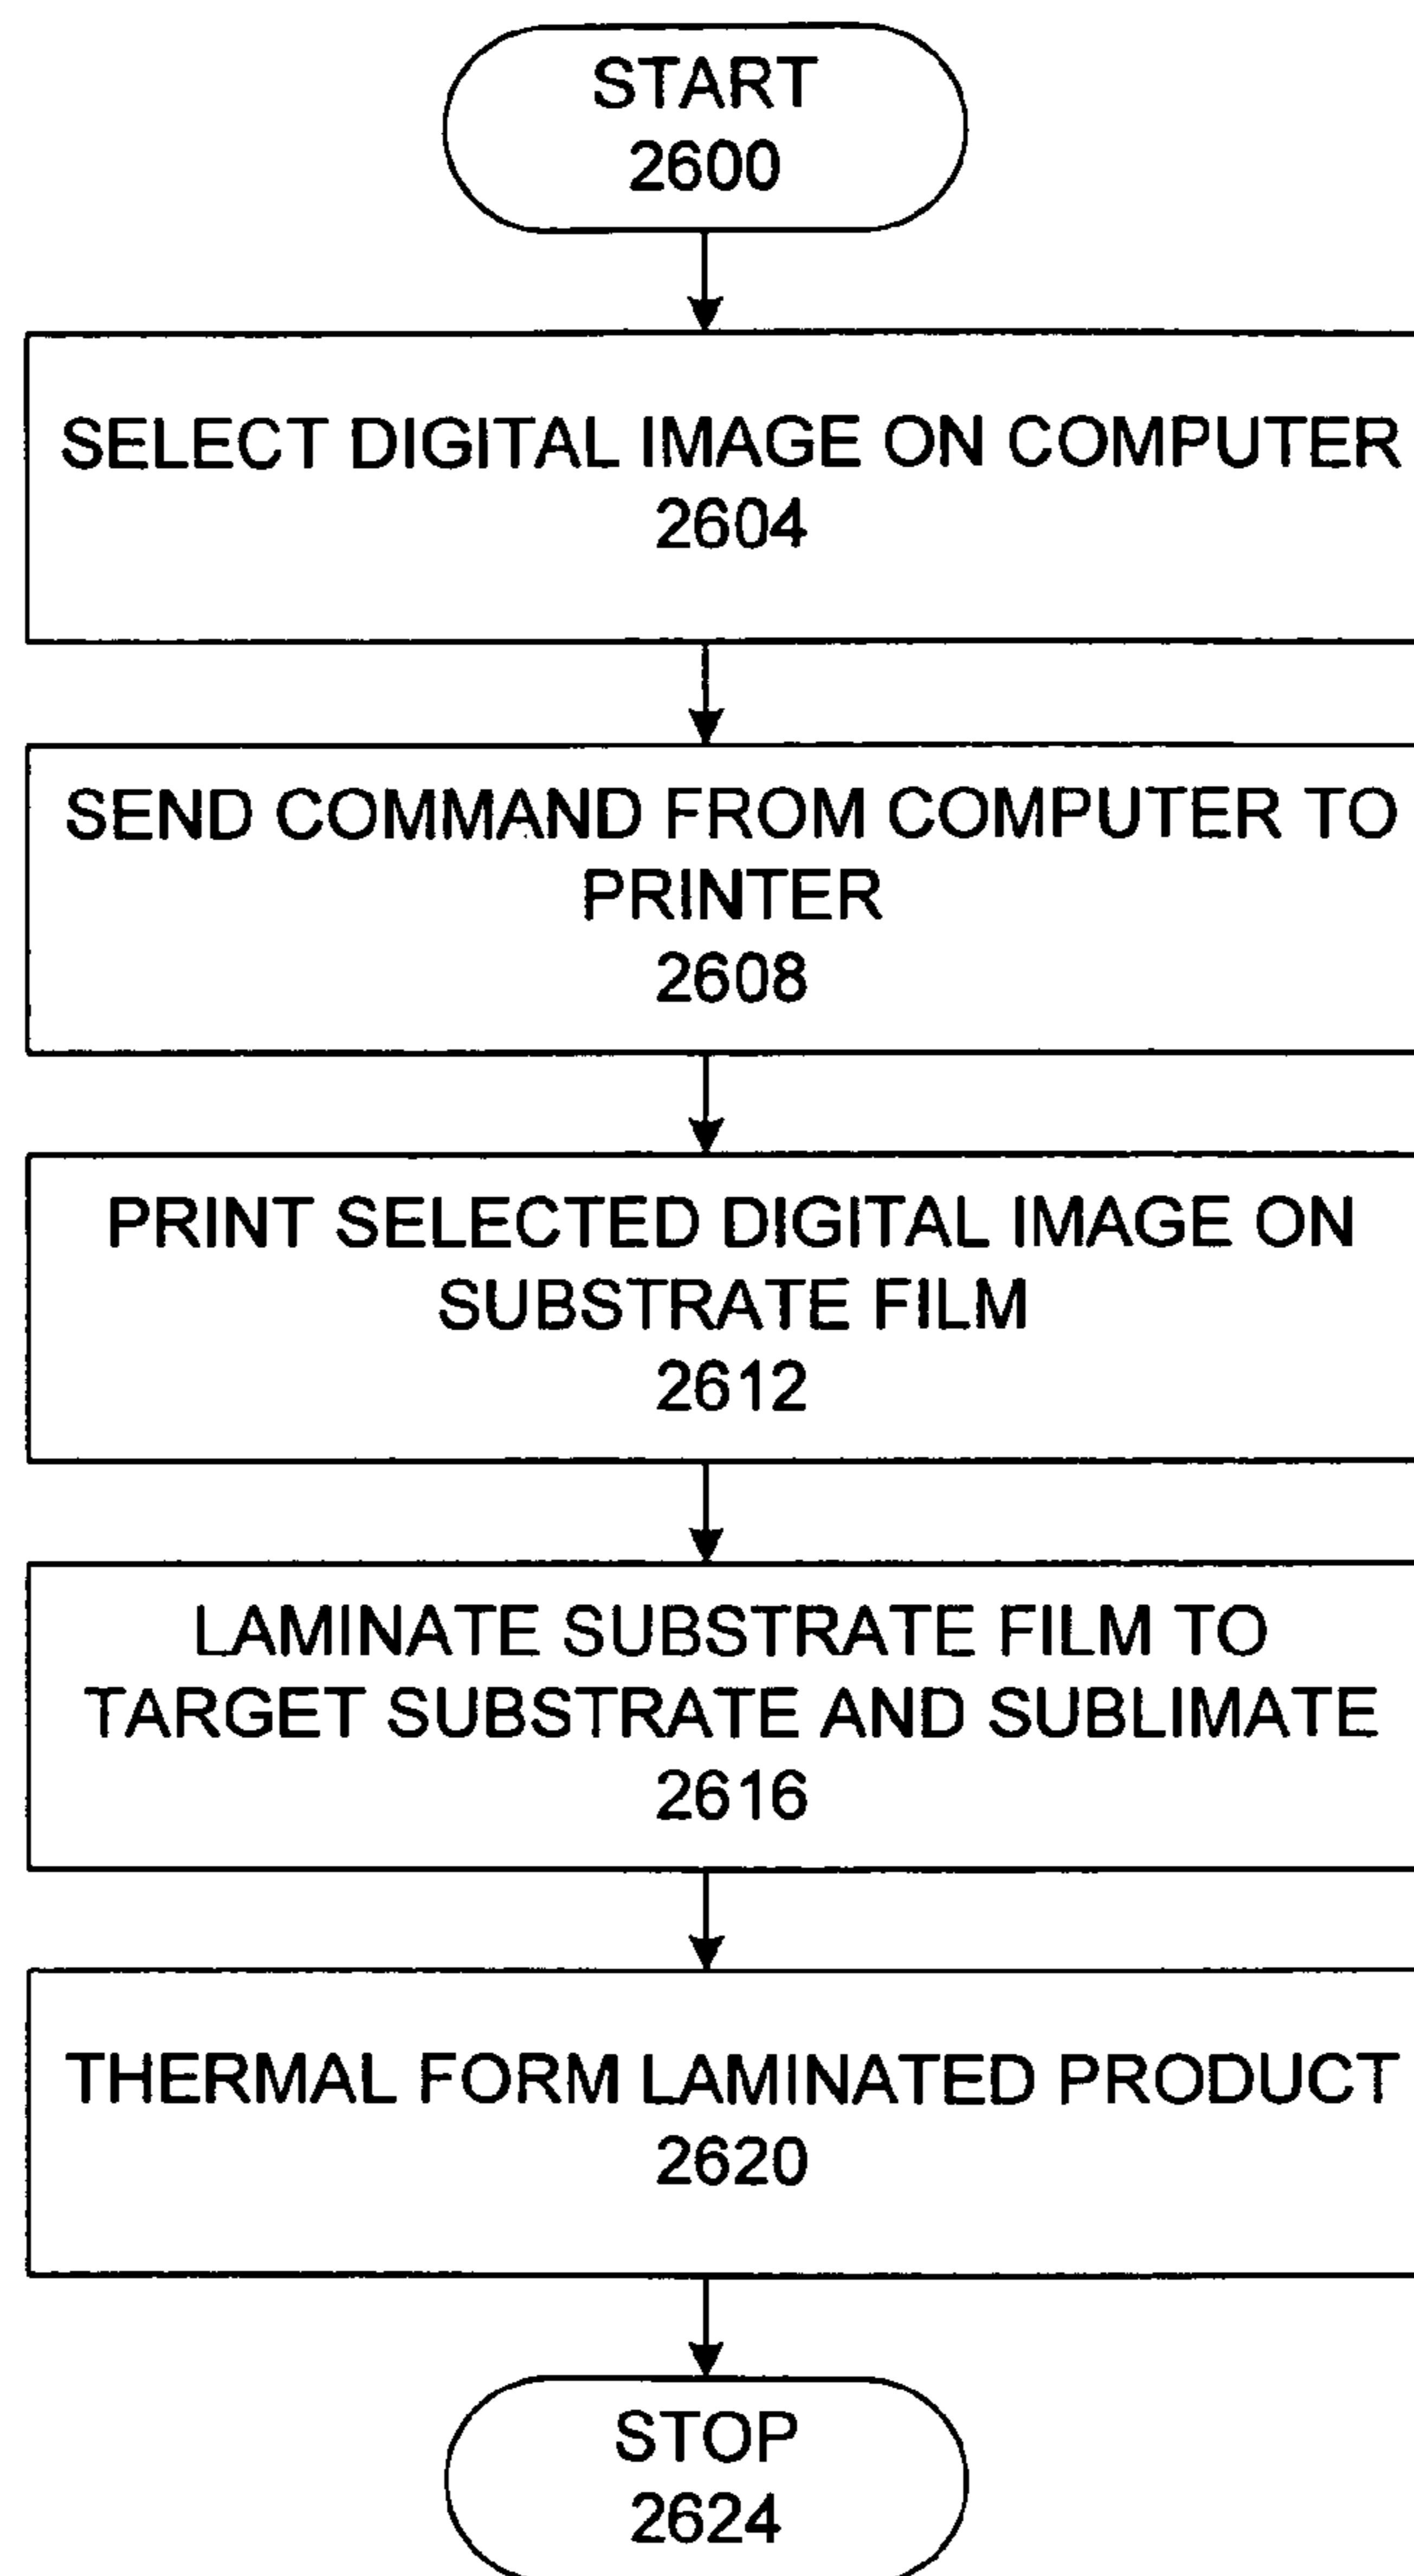 START
2600
SELECT DIGITAL IMAGE ON COMPUTER
2604
SEND COMMAND FROM COMPUTER TO
PRINTER
2608
PRINT SELECTED DIGITAL IMAGE ON
SUBSTRATE FILM
2612
LAMINATE SUBSTRATE FILM TO
TARGET SUBSTRATE AND SUBLIMATE
2616
THERMAL FORM LAMINATED PRODUCT
2620
STOP
2624